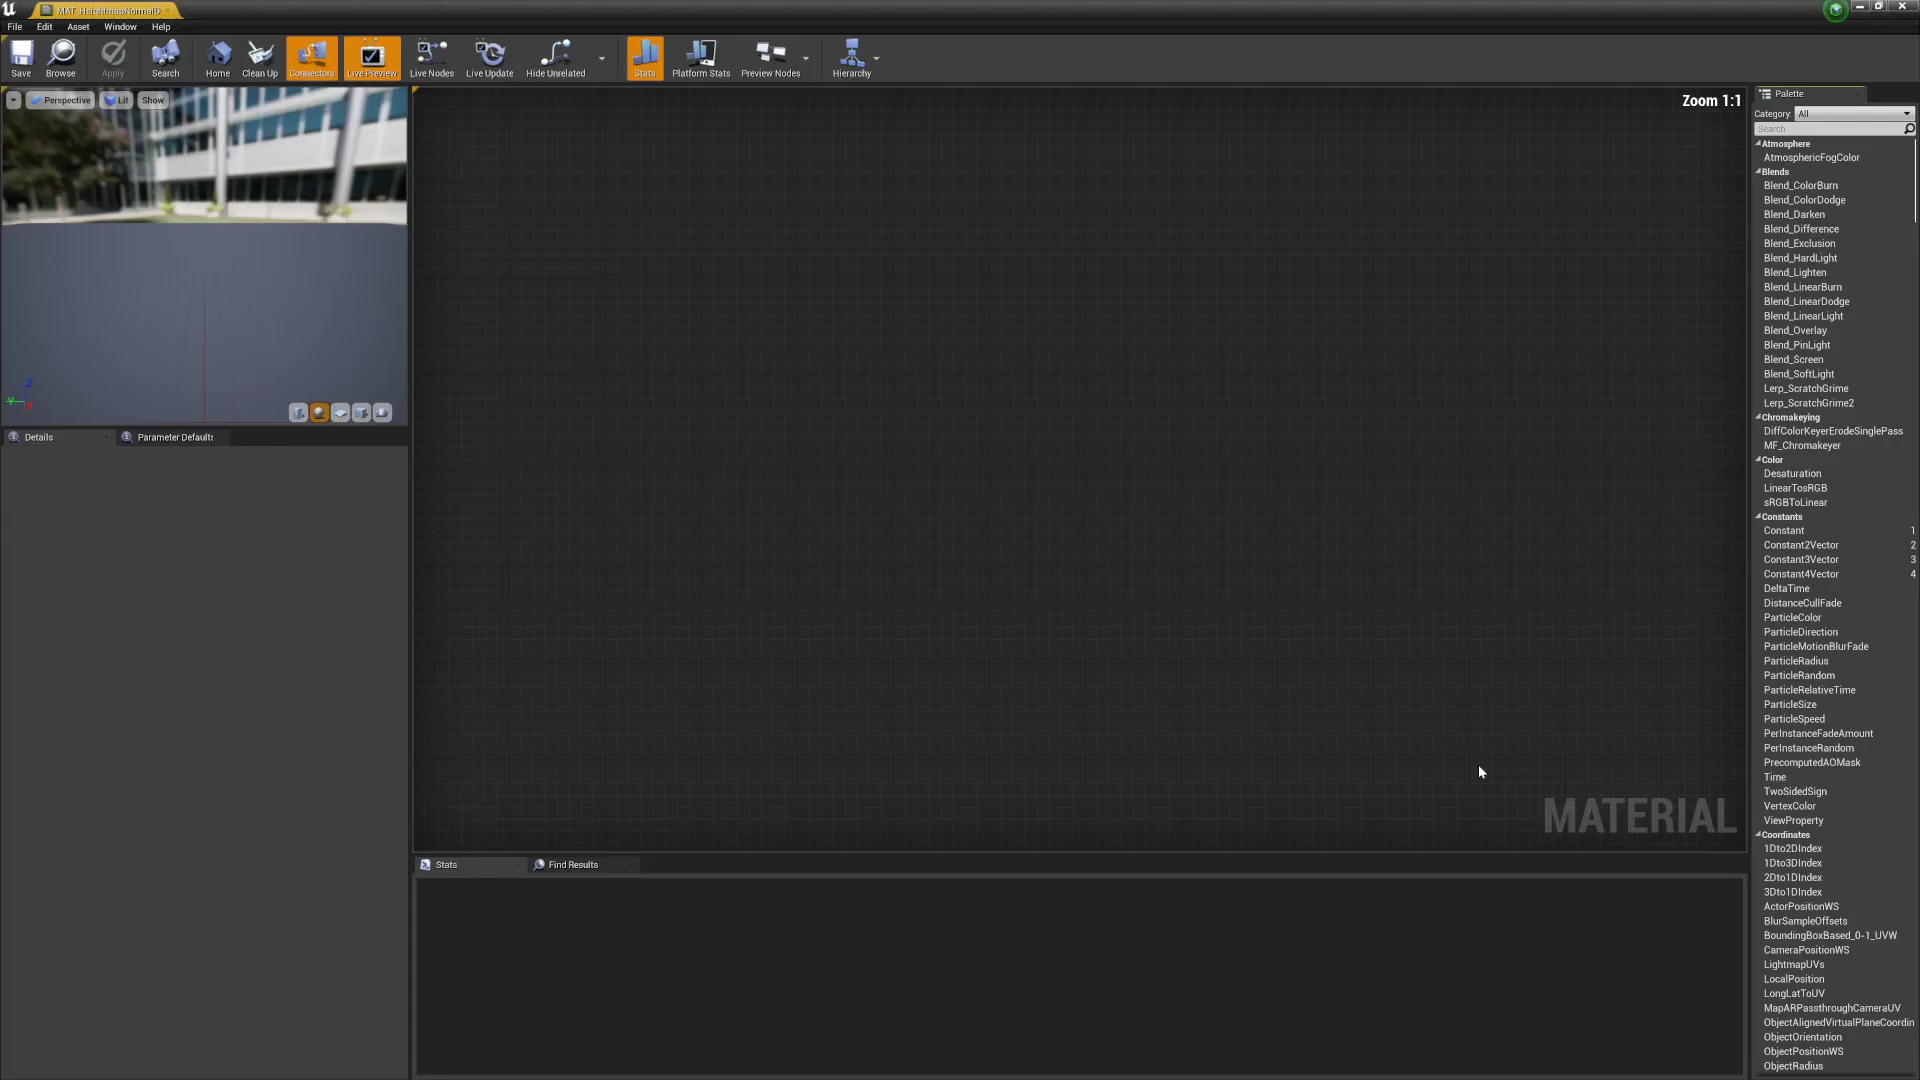 MAT_HeightmapNormalD
File Edit Asset Window Help
Save Browse Apply Search Home Clean Up Connectors Live Preview Live Nodes Live Update Hide Unrelated Stats Platform Stats Preview Nodes Hierarchy
Perspective Lit Show
Zoom 1:1
Palette
Category: All
Search
Atmosphere
AtmosphericFogColor
Blends
Blend_ColorBurn
Blend_ColorDodge
Blend_Darken
Blend_Difference
Blend_Exclusion
Blend_HardLight
Blend_Lighten
Blend_LinearBurn
Blend_LinearDodge
Blend_LinearLight
Blend_Overlay
Blend_PinLight
Blend_Screen
Blend_SoftLight
Lerp_ScratchGrime
Lerp_ScratchGrime2
Chromakeying
DiffColorKeyerErodeSinglePass
MF_Chromakeyer
Color
Desaturation
LinearTosRGB
sRGBToLinear
Constants
Constant 1
Constant2Vector 2
Constant3Vector 3
Constant4Vector 4
DeltaTime
DistanceCullFade
ParticleColor
ParticleDirection
ParticleMotionBlurFade
ParticleRadius
ParticleRandom
ParticleRelativeTime
ParticleSize
ParticleSpeed
PerInstanceFadeAmount
PerInstanceRandom
PrecomputedAOMask
Time
TwoSidedSign
VertexColor
ViewProperty
Coordinates
1Dto2DIndex
1Dto3DIndex
2Dto1DIndex
3Dto1DIndex
ActorPositionWS
BlurSampleOffsets
BoundingBoxBased_0-1_UVW
CameraPositionWS
LightmapUVs
LocalPosition
LongLatToUV
MapARPassthroughCameraUV
ObjectAlignedVirtualPlaneCoordin
ObjectOrientation
ObjectPositionWS
ObjectRadius
Z
Y
X
Details Parameter Defaults
MATERIAL
Stats Find Results